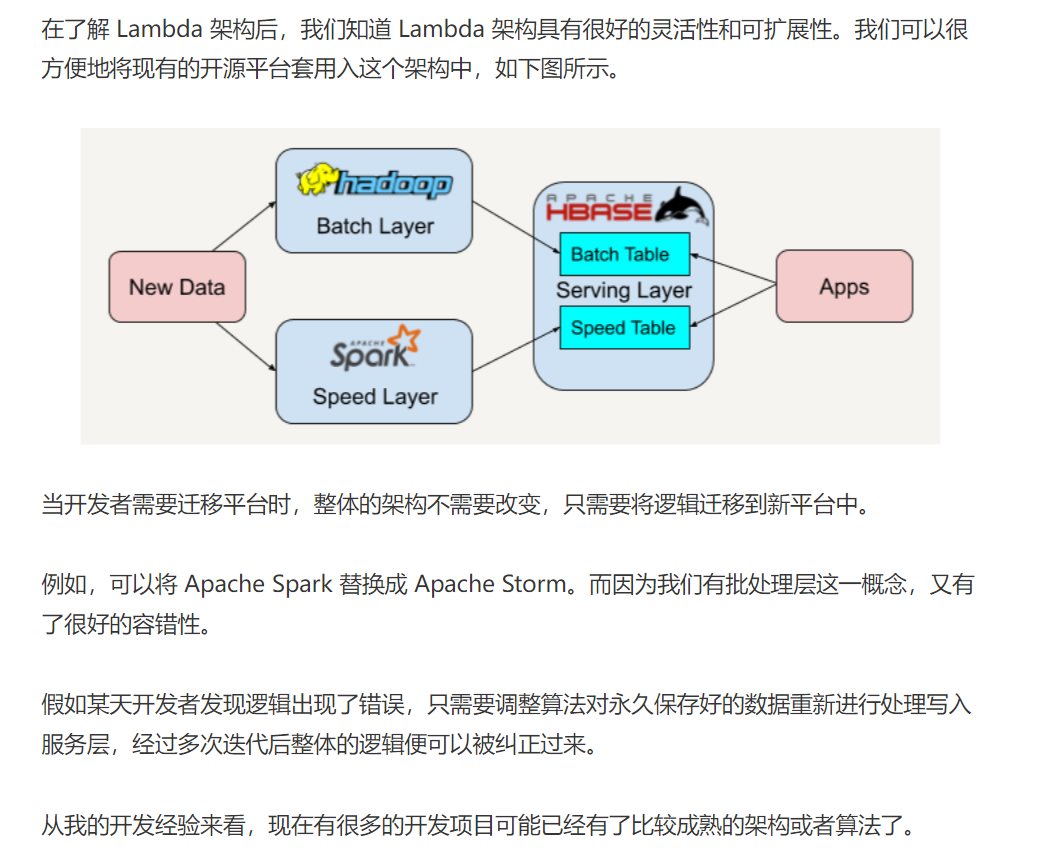 在了解 Lambda 架构后，我们知道 Lambda 架构具有很好的灵活性和可扩展性。我们可以很
方便地将现有的开源平台套用入这个架构中，如下图所示。
hadoop
Batch Layer
APACHE
HBASE
Batch Table
New Data
Serving Layer
Apps
Speed Table
APACHE
Spark
Speed Layer
当开发者需要迁移平台时，整体的架构不需要改变，只需要将逻辑迁移到新平台中。
例如，可以将 Apache Spark 替换成 Apache Storm。而因为我们有批处理层这一概念，又有
了很好的容错性。
假如某天开发者发现逻辑出现了错误，只需要调整算法对永久保存好的数据重新进行处理写入
服务层，经过多次迭代后整体的逻辑便可以被纠正过来。
从我的开发经验来看，现在有很多的开发项目可能已经有了比较成熟的架构或者算法了。